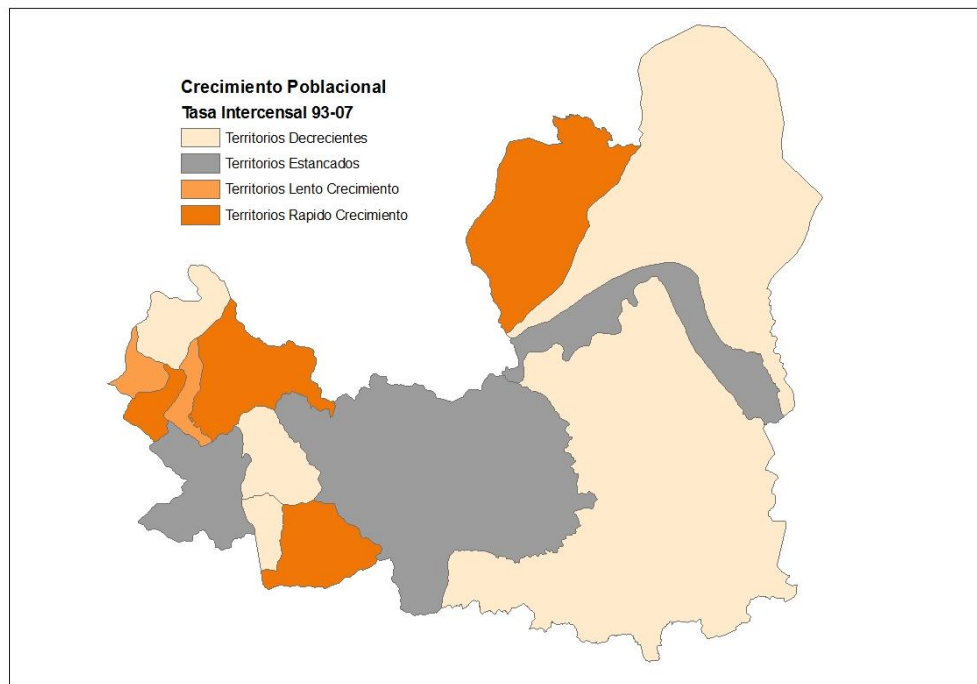 Crecimiento Poblacional
Tasa Intercensal 93-07
Territorios Decrecientes
Territorios Estancados
Territorios Lento Crecimiento
Territorios Rapido Crecimiento